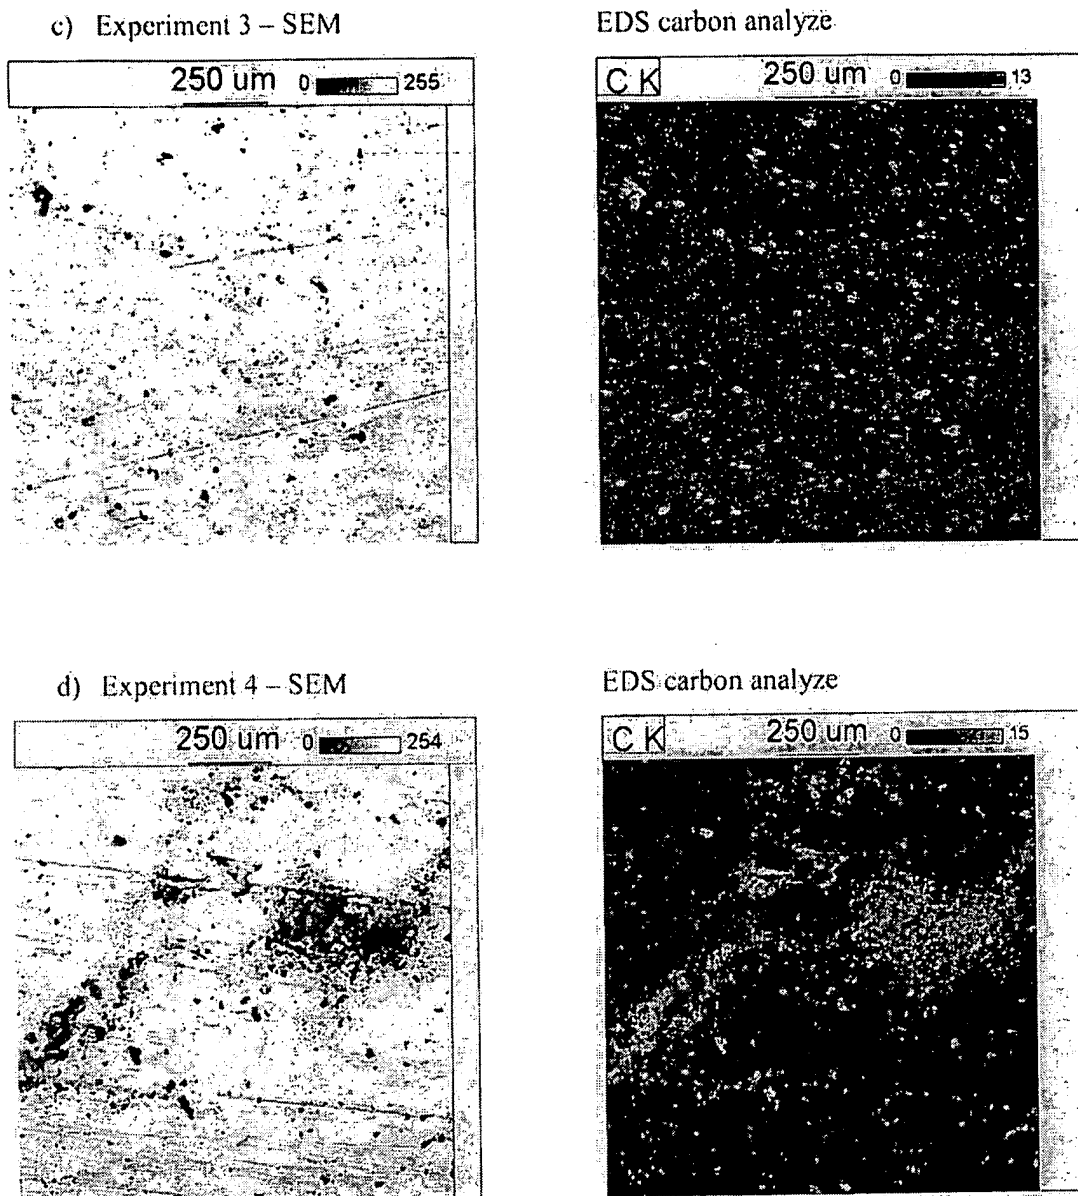 c) Experiment 3 – SEM
EDS carbon analyze
250 um 0 255
C K 250 um 0 13
d) Experiment 4 – SEM
EDS carbon analyze
250 um 0 254
C K 250 um 0 15